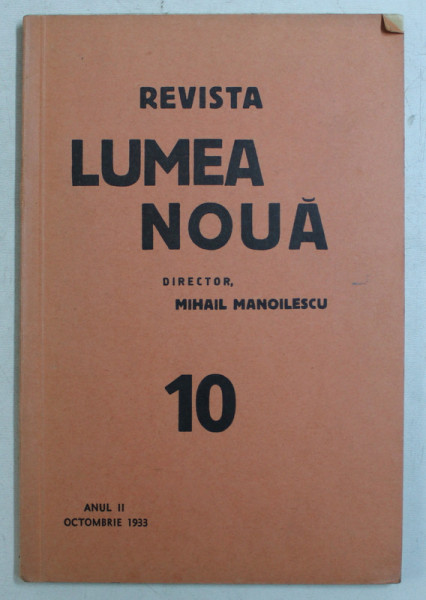 REVISTA
LUMEA
NOUĂ
DIRECTOR,
MIHAIL MANOILESCU
10
ANUL II
OCTOMBRIE 1933